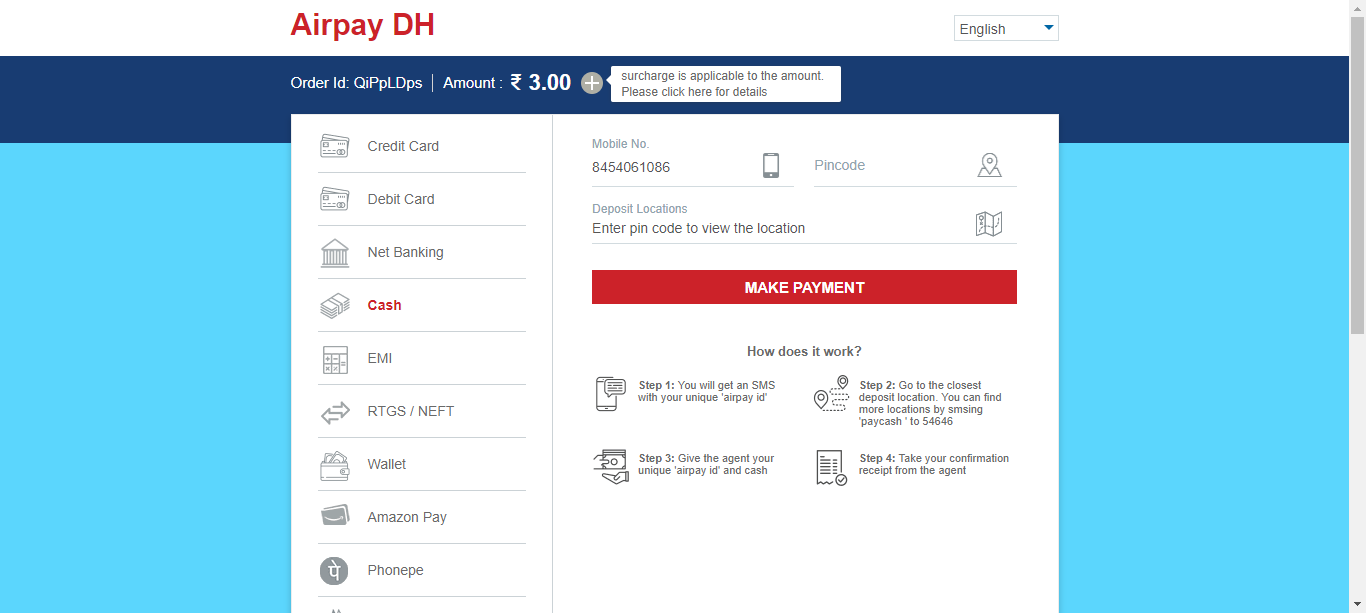 Airpay DH
English
Order Id: QiPpLDps
Amount : ₹ 3.00
surcharge is applicable to the amount.
Please click here for details
Credit Card
Debit Card
Net Banking
Cash
EMI
RTGS / NEFT
Wallet
Amazon Pay
Phonepe
Mobile No.
8454061086
Pincode
Deposit Locations
Enter pin code to view the location
MAKE PAYMENT
How does it work?
Step 1: You will get an SMS
with your unique 'airpay id'
Step 2: Go to the closest
deposit location. You can find
more locations by smsing
'paycash ' to 54646
Step 3: Give the agent your
unique 'airpay id' and cash
Step 4: Take your confirmation
receipt from the agent